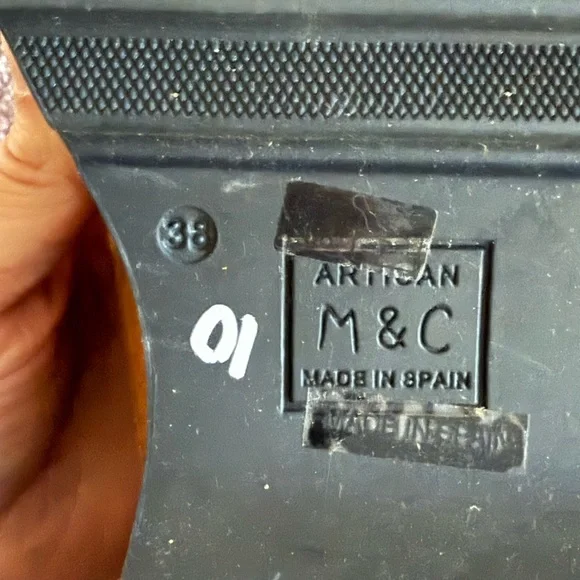 38
01
ARTISAN
M & C
MADE IN SPAIN
MADE IN SPAIN